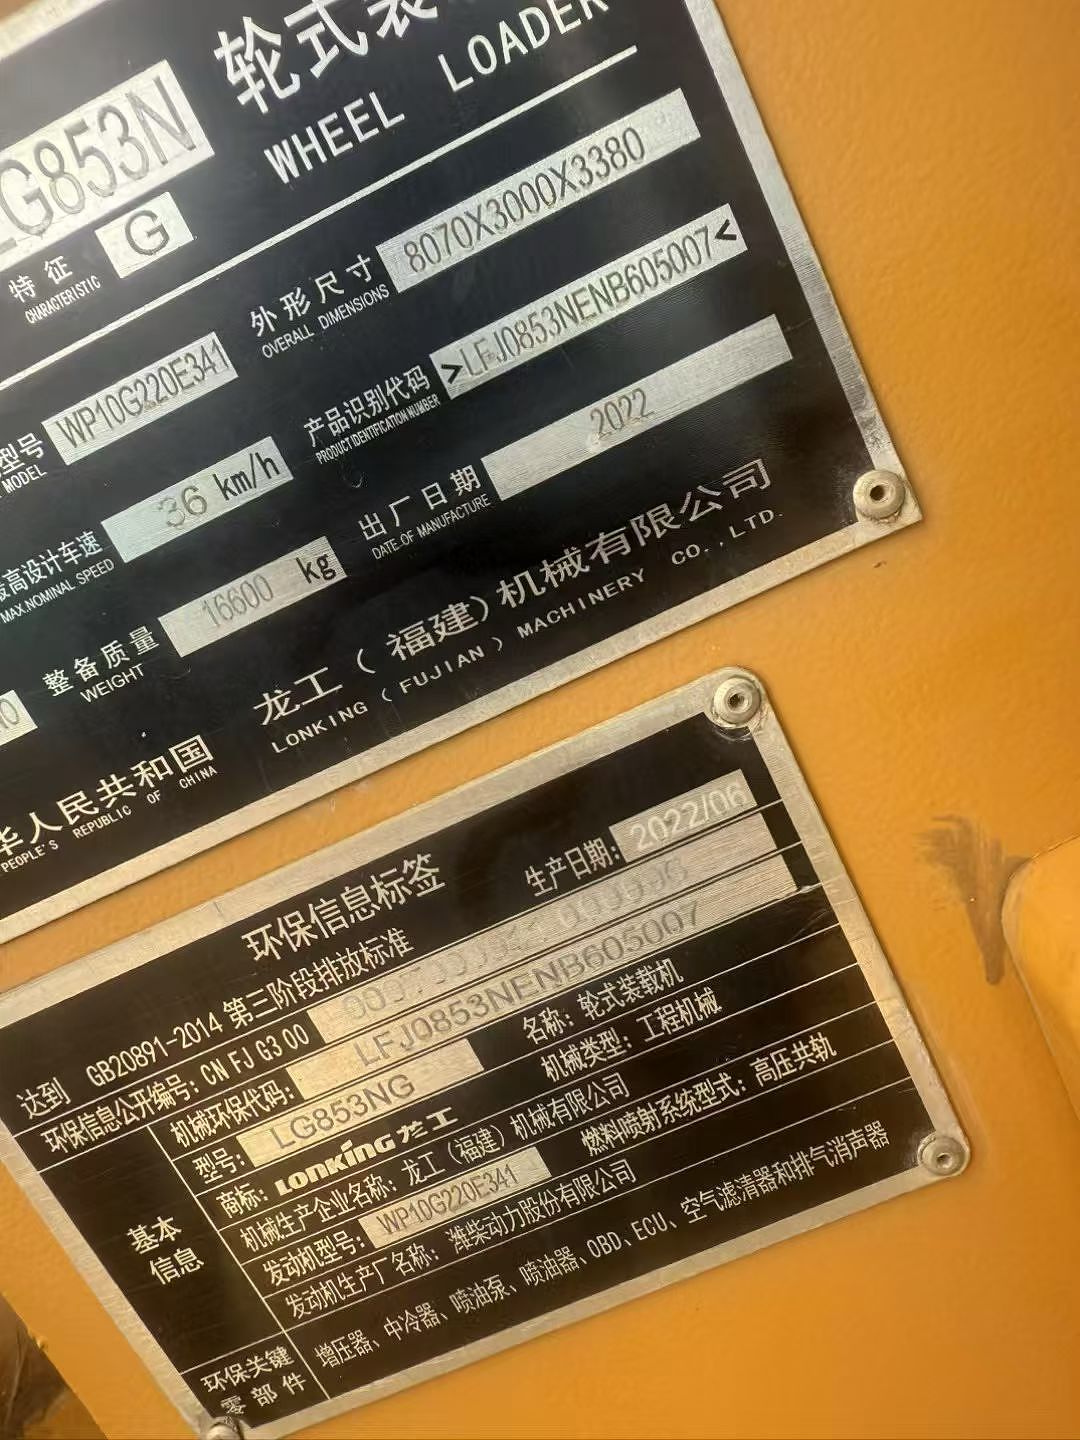 轮式装
WHEEL LOADER
G853N
特征 G
CHARACTERISTIC
外形尺寸 8070X3000X3380
OVERALL DIMENSIONS
型号 WP10G220E341
MODEL
产品识别代码 >LFJ0853NENB605007<
PRODUCT IDENTIFICATION NUMBER
高设计车速 36 km/h
MAX.NOMINAL SPEED
出厂日期 2022
DATE OF MANUFACTURE
整备质量 16600 kg
WEIGHT
龙工（福建）机械有限公司
LONKING (FUJIAN) MACHINERY CO.,LTD.
华人民共和国
PEOPLE'S REPUBLIC OF CHINA
环保信息标签
生产日期: 2022/06
达到 GB20891-2014 第三阶段排放标准
环保信息公开编号: CN FJ G3 00
机械环保代码: LFJ0853NENB605007
型号: LG853NG 名称: 轮式装载机
商标: LONKING龙工 机械类型: 工程机械
机械生产企业名称: 龙工（福建）机械有限公司
发动机型号: WP10G220E341 燃料喷射系统型式: 高压共轨
发动机生产厂名称: 潍柴动力股份有限公司
基本
信息
环保关键
零部件
增压器、中冷器、喷油泵、喷油器、OBD、ECU、空气滤清器和排气消声器